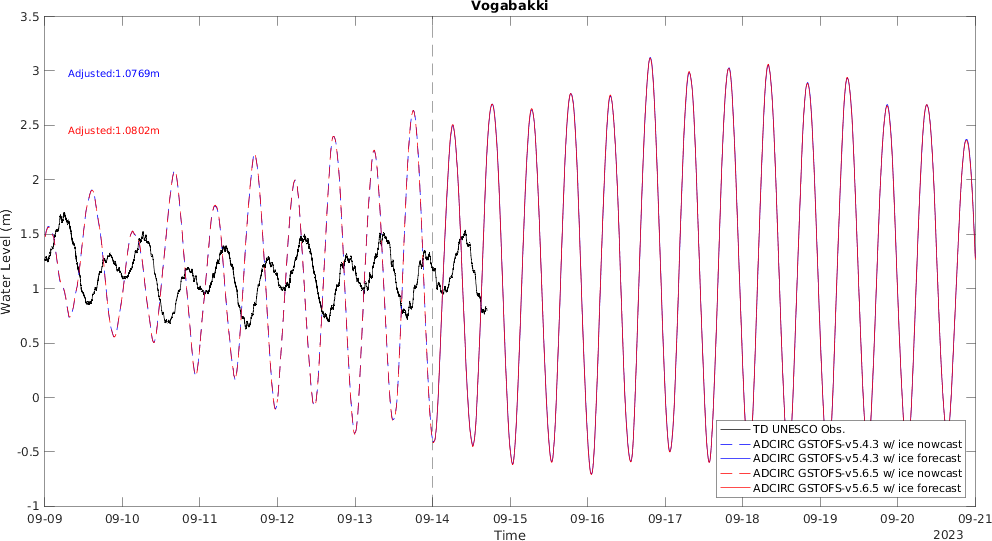 Vogabakki
Adjusted:1.0769m
Adjusted:1.0802m
Water Level (m)
3.5
3
2.5
2
1.5
1
0.5
0
-0.5
-1
TD UNESCO Obs.
ADCIRC GSTOFS-v5.4.3 w/ ice nowcast
ADCIRC GSTOFS-v5.4.3 w/ ice forecast
ADCIRC GSTOFS-v5.6.5 w/ ice nowcast
ADCIRC GSTOFS-v5.6.5 w/ ice forecast
09-09 09-10 09-11 09-12 09-13 09-14 09-15 09-16 09-17 09-18 09-19 09-20 09-21
Time
2023